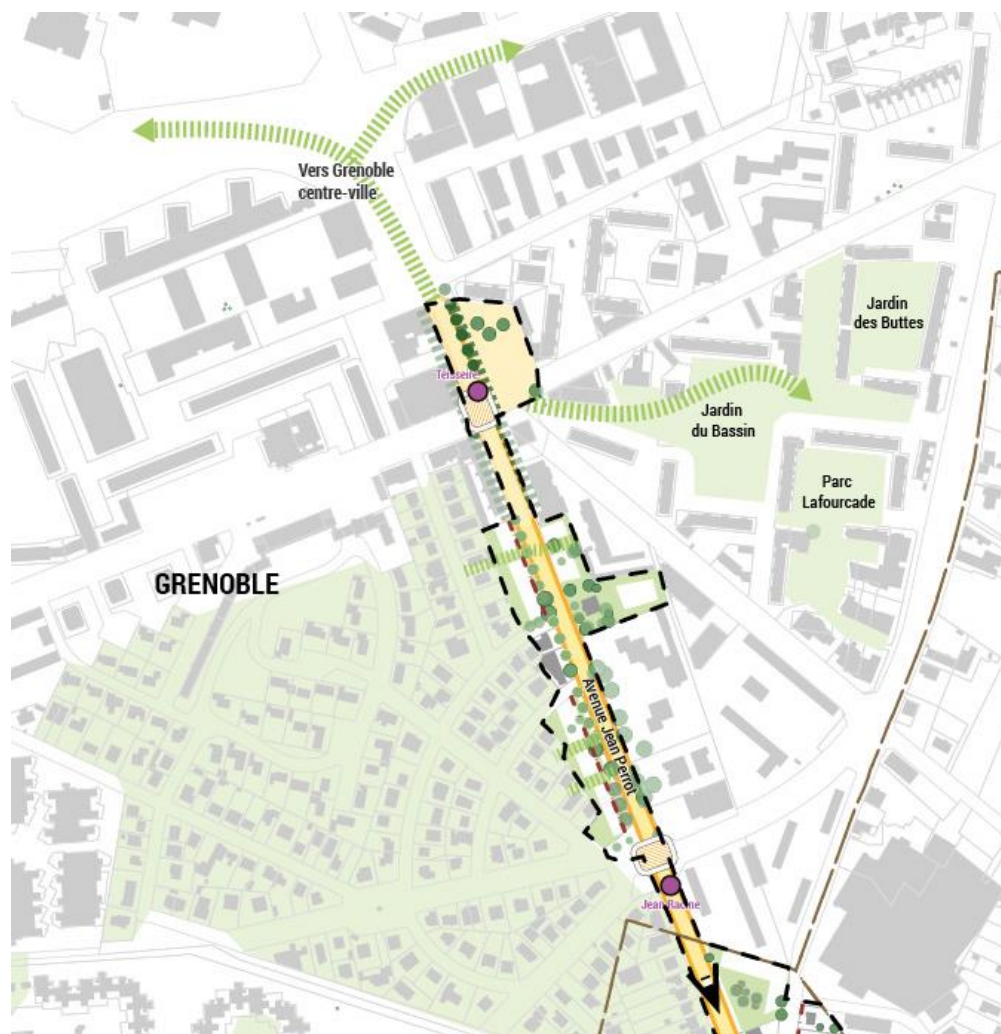 Vers Grenoble
centre-ville
Jardin
des Buttes
Teisseire
Jardin
du Bassin
Parc
Lafourcade
GRENOBLE
Avenue Jean Perrot
Jean Racine